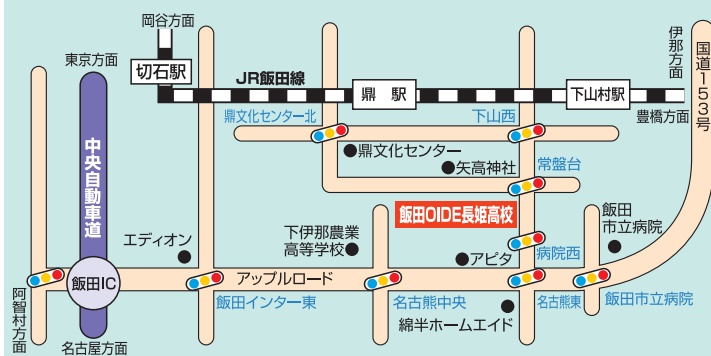 岡谷方面
東京方面
切石駅
JR飯田線
鼎 駅
下山村駅
伊那方面
国道153号
豊橋方面
鼎文化センター北
下山西
鼎文化センター
矢高神社
常盤台
中央自動車道
飯田OIDE長姫高校
エディオン
下伊那農業
高等学校
飯田
市立病院
病院西
アピタ
飯田IC
アップルロード
阿智村方面
飯田インター東
名古熊中央
名古熊東
飯田市立病院
綿半ホームエイド
名古屋方面